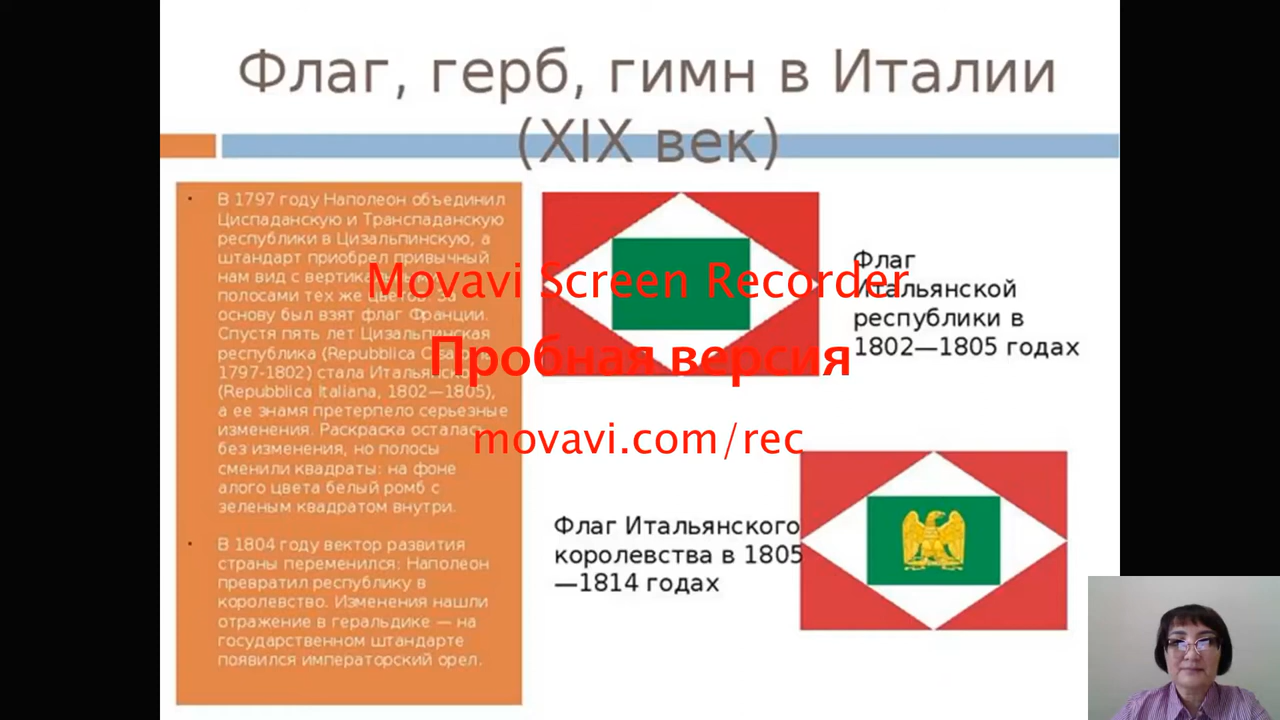 Флаг, герб, гимн в Италии
(XIX век)
В 1797 году Наполеон объединил
Циспаданскую и Транспаданскую
республики в Цизальпинскую, а
штандарт приобрел привычный
нам вид с вертикальными
полосами тех же цветов. За
основу был взят флаг Франции.
Спустя пять лет Цизальпинская
республика (Repubblica
1797-1802) стала
(Repubblica Italiana, 1802—1805),
а ее знамя претерпело серьезные
изменения. Раскраска осталась
без изменения, но полосы
сменили квадраты: на фоне
алого цвета белый ромб с
зеленым квадратом внутри.
В 1804 году вектор развития
страны переменился: Наполеон
превратил республику в
королевство. Изменения нашли
отражение в геральдике — на
государственном штандарте
появился императорский орел.
Флаг
Итальянской
республики в
1802—1805 годах
Флаг Итальянского
королевства в 1805
—1814 годах
Movavi Screen Recorder
Пробная версия
movavi.com/rec